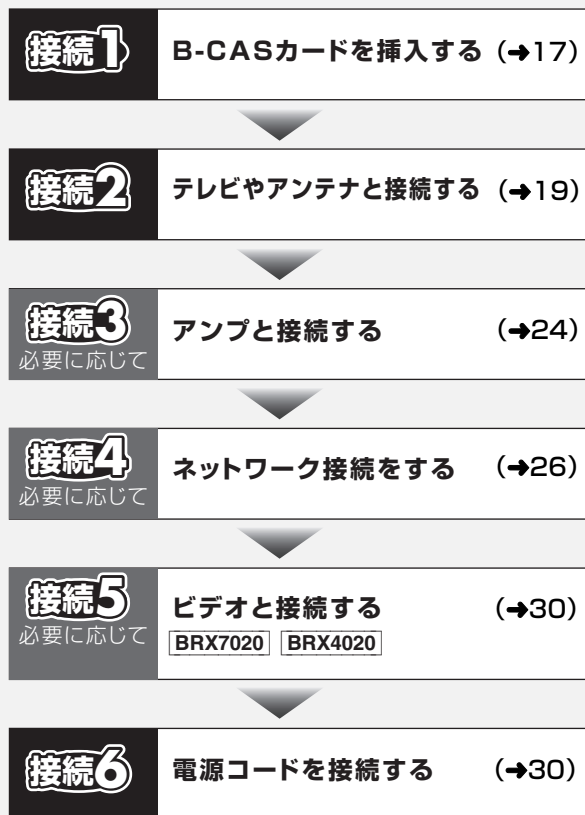 接続1
B-CASカードを挿入する (➔17)
接続2
テレビやアンテナと接続する (➔19)
接続3
必要に応じて
アンプと接続する (➔24)
接続4
必要に応じて
ネットワーク接続をする (➔26)
接続5
必要に応じて
ビデオと接続する (➔30)
BRX7020 BRX4020
接続6
電源コードを接続する (➔30)